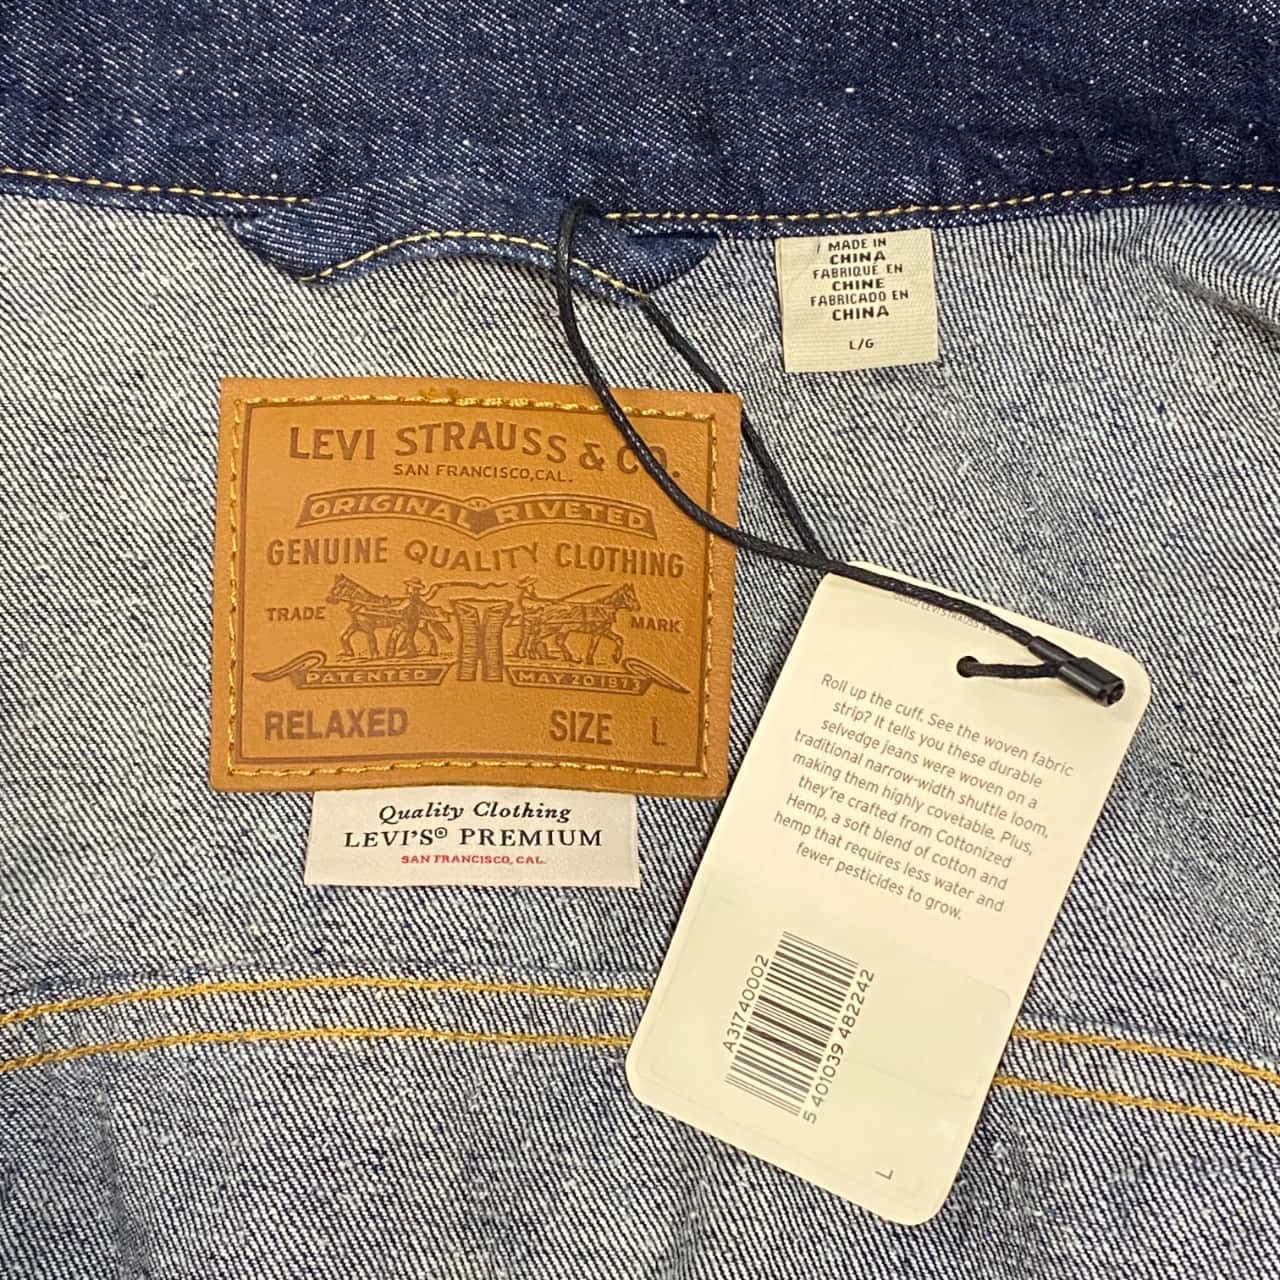 MADE IN
CHINA
FABRIQUÉ EN
CHINE
FABRICADO EN
CHINA
L/G
LEVI STRAUSS & CO.
SAN FRANCISCO, CAL.
ORIGINAL RIVETED
GENUINE QUALITY CLOTHING
TRADE MARK
PATENTED MAY 20 1873
RELAXED SIZE L
Quality Clothing
LEVI'S® PREMIUM
SAN FRANCISCO, CAL.
LEVI STRAUSS &
Roll up the cuff. See the woven fabric
strip? It tells you these durable
selvedge jeans were woven on a
traditional narrow-width shuttle loom,
making them highly covetable. Plus,
they're crafted from Cottonized
Hemp, a soft blend of cotton and
hemp that requires less water and
fewer pesticides to grow.
A31740002
5 401039 482242
L